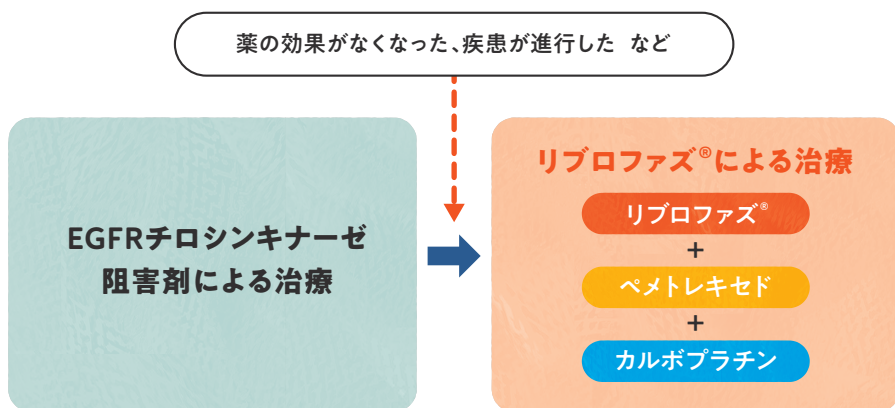 薬の効果がなくなった、疾患が進行した など
EGFRチロシンキナーゼ
阻害剤による治療
リブロファズ®による治療
リブロファズ®
+
ペメトレキセド
+
カルボプラチン